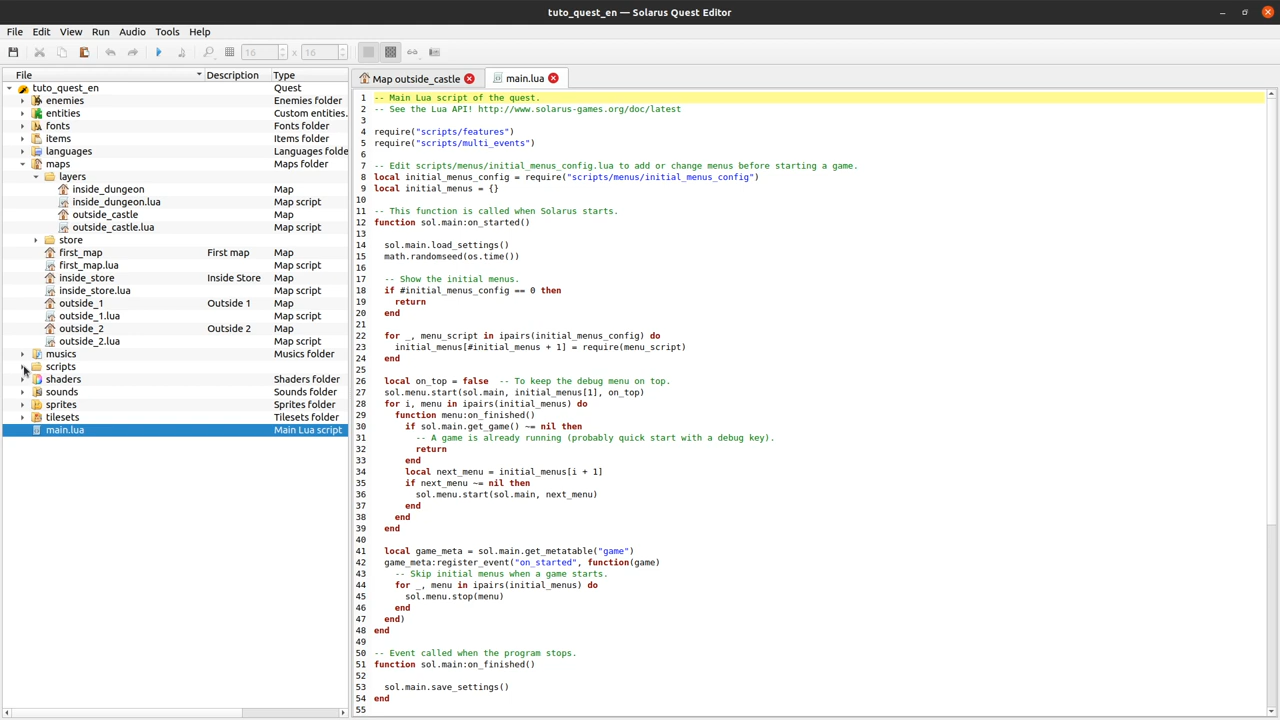 tuto_quest_en — Solarus Quest Editor
File Edit View Run Audio Tools Help
16 x 16
File Description Type
tuto_quest_en Quest
enemies Enemies folder
entities Custom entities.
fonts Fonts folder
items Items folder
languages Languages folde
maps Maps folder
layers
inside_dungeon Map
inside_dungeon.lua Map script
outside_castle Map
outside_castle.lua Map script
store
first_map First map Map
first_map.lua Map script
inside_store Inside Store Map
inside_store.lua Map script
outside_1 Outside 1 Map
outside_1.lua Map script
outside_2 Outside 2 Map
outside_2.lua Map script
musics Musics folder
scripts
shaders Shaders folder
sounds Sounds folder
sprites Sprites folder
tilesets Tilesets folder
main.lua Main Lua script
Map outside_castle main.lua
1 -- Main Lua script of the quest.
2 -- See the Lua API! http://www.solarus-games.org/doc/latest
3
4 require("scripts/features")
5 require("scripts/multi_events")
6
7 -- Edit scripts/menus/initial_menus_config.lua to add or change menus before starting a game.
8 local initial_menus_config = require("scripts/menus/initial_menus_config")
9 local initial_menus = {}
10
11 -- This function is called when Solarus starts.
12 function sol.main:on_started()
13
14 sol.main.load_settings()
15 math.randomseed(os.time())
16
17 -- Show the initial menus.
18 if #initial_menus_config == 0 then
19 return
20 end
21
22 for _, menu_script in ipairs(initial_menus_config) do
23 initial_menus[#initial_menus + 1] = require(menu_script)
24 end
25
26 local on_top = false -- To keep the debug menu on top.
27 sol.menu.start(sol.main, initial_menus[1], on_top)
28 for i, menu in ipairs(initial_menus) do
29 function menu:on_finished()
30 if sol.main.get_game() ~= nil then
31 -- A game is already running (probably quick start with a debug key).
32 return
33 end
34 local next_menu = initial_menus[i + 1]
35 if next_menu ~= nil then
36 sol.menu.start(sol.main, next_menu)
37 end
38 end
39 end
40
41 local game_meta = sol.main.get_metatable("game")
42 game_meta:register_event("on_started", function(game)
43 -- Skip initial menus when a game starts.
44 for _, menu in ipairs(initial_menus) do
45 sol.menu.stop(menu)
46 end
47 end)
48 end
49
50 -- Event called when the program stops.
51 function sol.main:on_finished()
52
53 sol.main.save_settings()
54 end
55